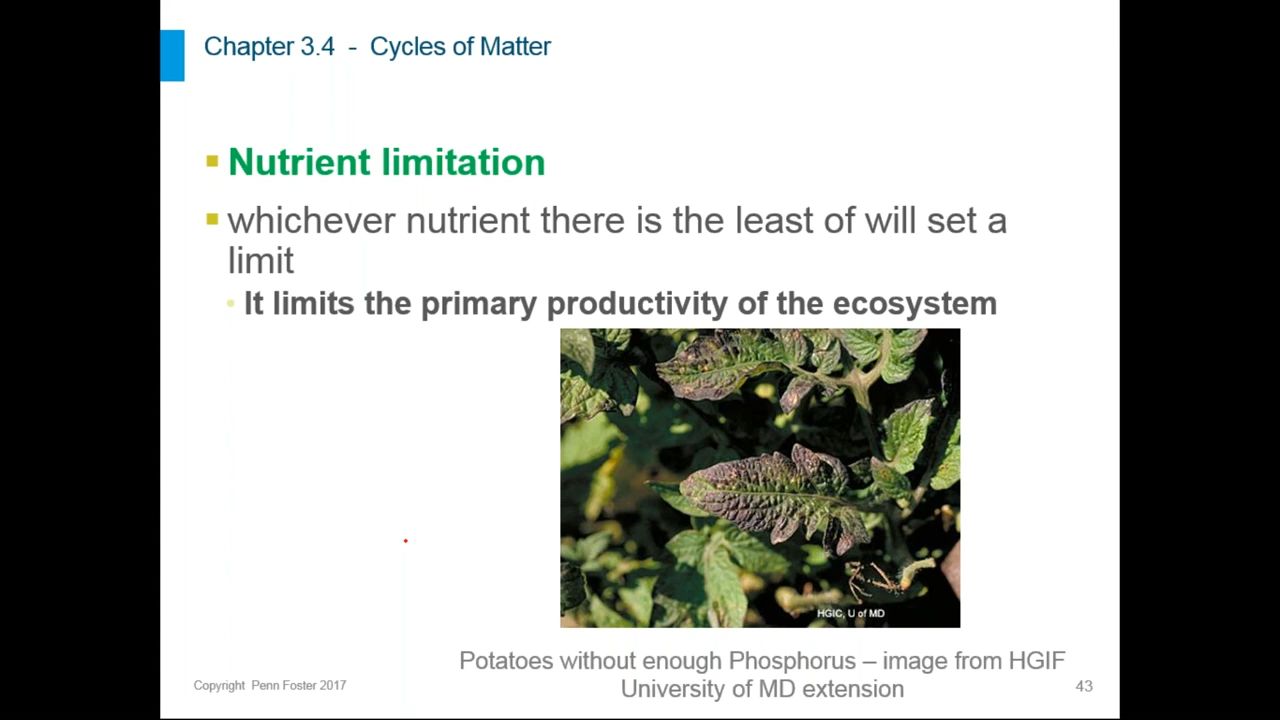 Chapter 3.4 - Cycles of Matter
Nutrient limitation
whichever nutrient there is the least of will set a
limit
It limits the primary productivity of the ecosystem
HGIC, U of MD
Potatoes without enough Phosphorus – image from HGIF
University of MD extension
Copyright Penn Foster 2017
43